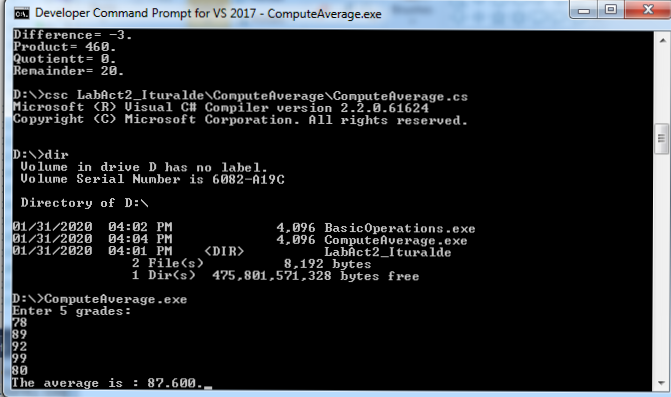 Developer Command Prompt for VS 2017 - ComputeAverage.exe
Difference= -3.
Product= 460.
Quotientt= 0.
Remainder= 20.
D:\>csc LabAct2_Ituralde\ComputeAverage\ComputeAverage.cs
Microsoft (R) Visual C# Compiler version 2.2.0.61624
Copyright (C) Microsoft Corporation. All rights reserved.
D:\>dir
Volume in drive D has no label.
Volume Serial Number is 6082-A19C
Directory of D:\
01/31/2020 04:02 PM 4,096 BasicOperations.exe
01/31/2020 04:04 PM 4,096 ComputeAverage.exe
01/31/2020 04:01 PM <DIR> LabAct2_Ituralde
2 File(s) 8,192 bytes
1 Dir(s) 475,801,571,328 bytes free
D:\>ComputeAverage.exe
Enter 5 grades:
78
89
92
99
80
The average is : 87.600._